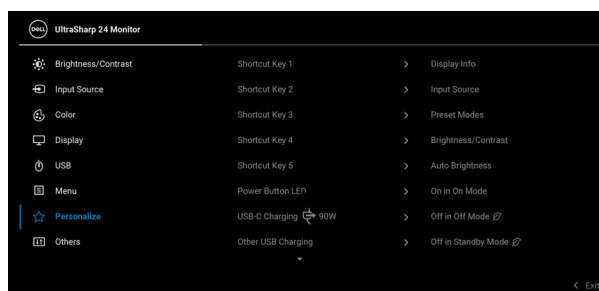 DELL UltraSharp 24 Monitor
Brightness/Contrast Shortcut Key 1 > Display Info
Input Source Shortcut Key 2 > Input Source
Color Shortcut Key 3 > Preset Modes
Display Shortcut Key 4 > Brightness/Contrast
USB Shortcut Key 5 > Auto Brightness
Menu Power Button LED > On in On Mode
Personalize USB-C Charging 90W > Off in Off Mode
Others Other USB Charging > Off in Standby Mode
< Exit